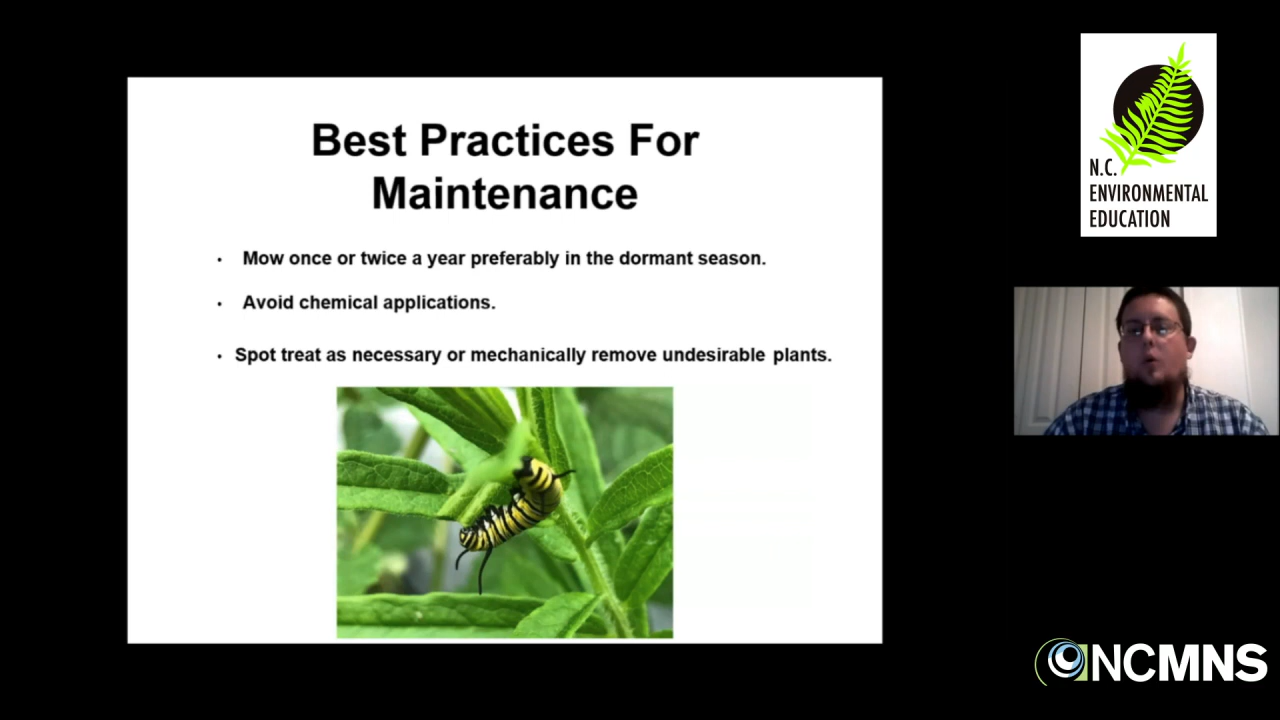 Best Practices For
Maintenance
• Mow once or twice a year preferably in the dormant season.
• Avoid chemical applications.
• Spot treat as necessary or mechanically remove undesirable plants.
N.C.
ENVIRONMENTAL
EDUCATION
NCMNS